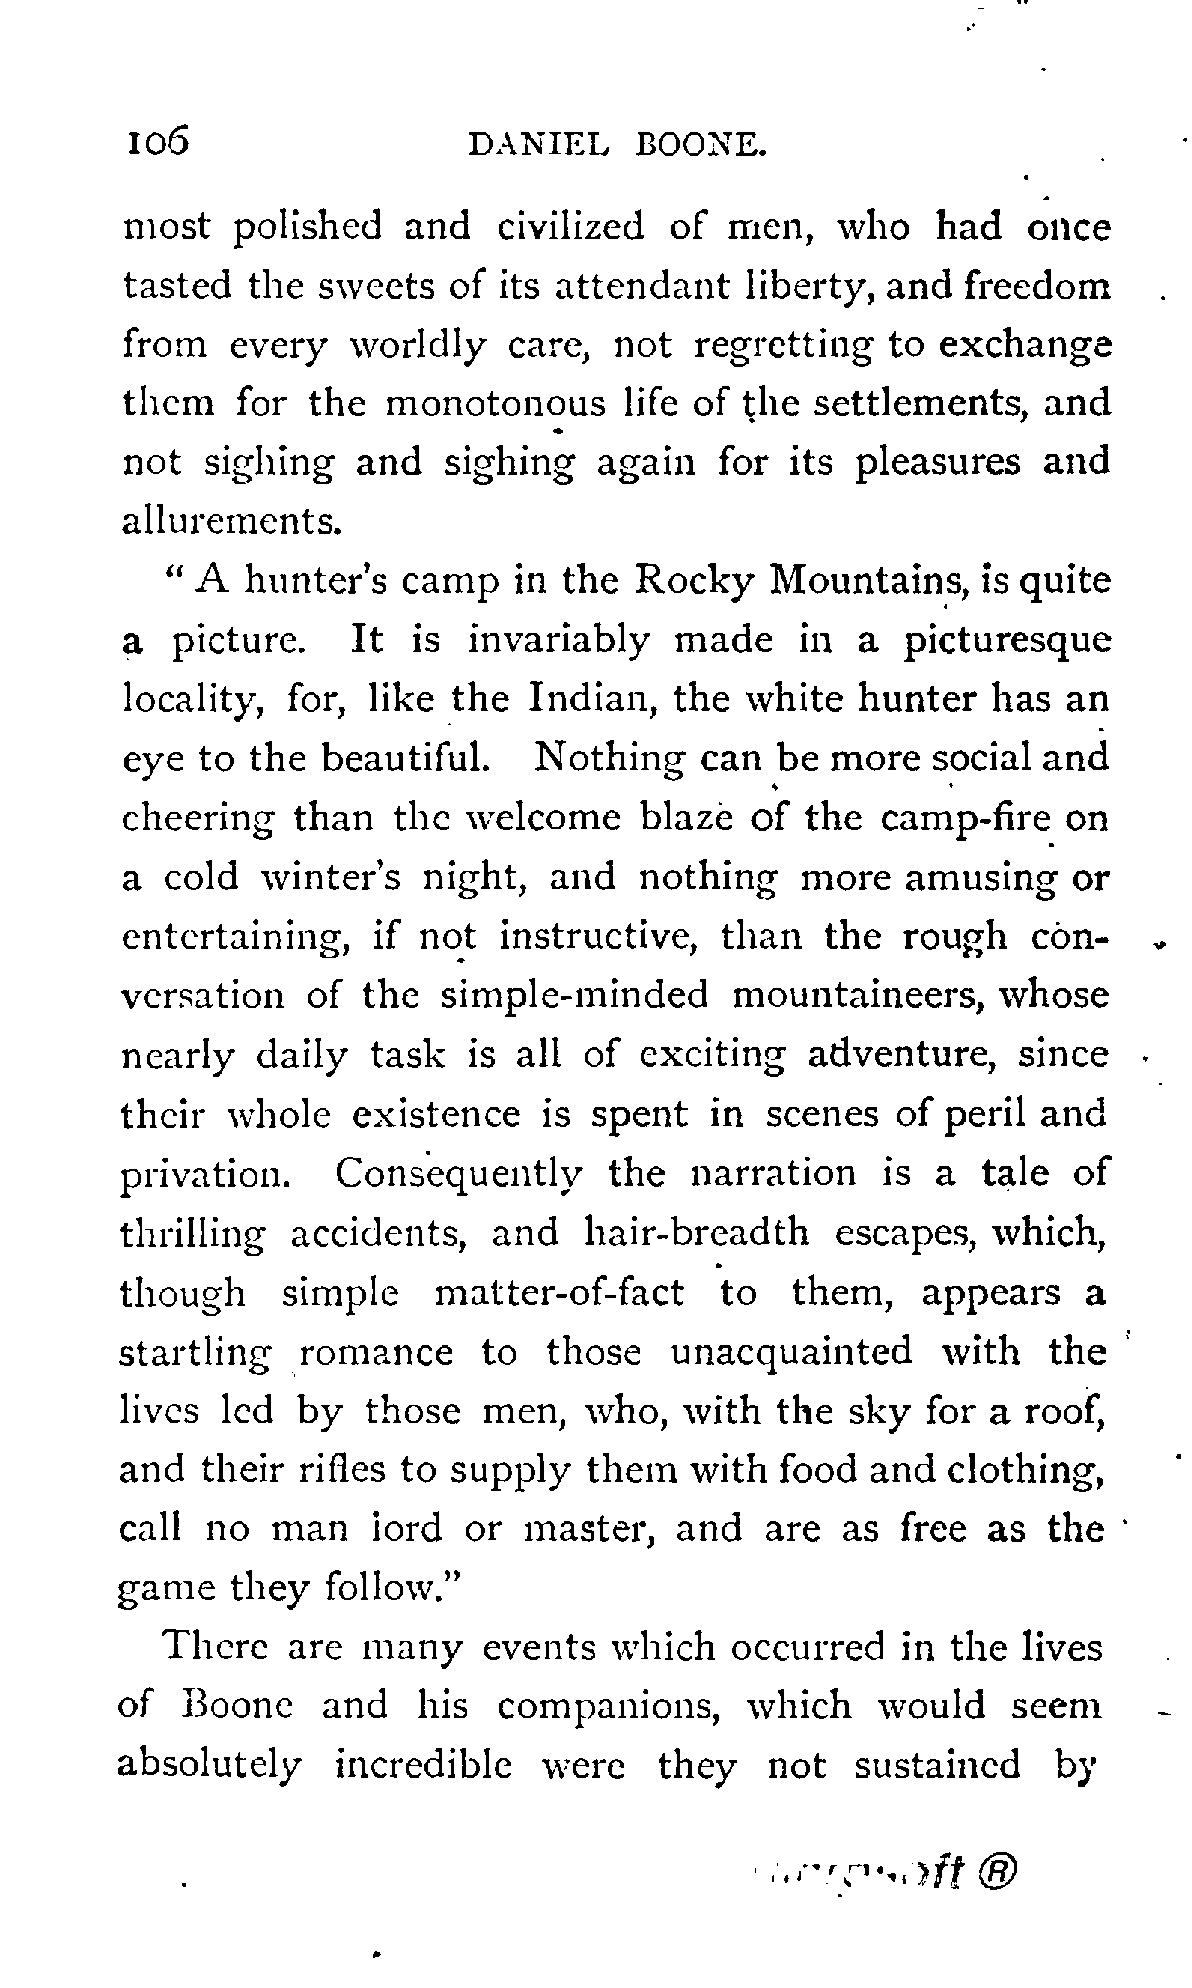 106 DANIEL BOONE.
most polished and civilized of men, who had once
tasted the sweets of its attendant liberty, and freedom
from every worldly care, not regretting to exchange
them for the monotonous life of the settlements, and
not sighing and sighing again for its pleasures and
allurements.
" A hunter's camp in the Rocky Mountains, is quite
a picture. It is invariably made in a picturesque
locality, for, like the Indian, the white hunter has an
eye to the beautiful. Nothing can be more social and
cheering than the welcome blaze of the camp-fire on
a cold winter's night, and nothing more amusing or
entertaining, if not instructive, than the rough con-
versation of the simple-minded mountaineers, whose
nearly daily task is all of exciting adventure, since
their whole existence is spent in scenes of peril and
privation. Consequently the narration is a tale of
thrilling accidents, and hair-breadth escapes, which,
though simple matter-of-fact to them, appears a
startling romance to those unacquainted with the
lives led by those men, who, with the sky for a roof,
and their rifles to supply them with food and clothing,
call no man lord or master, and are as free as the
game they follow."
There are many events which occurred in the lives
of Boone and his companions, which would seem
absolutely incredible were they not sustained by
®